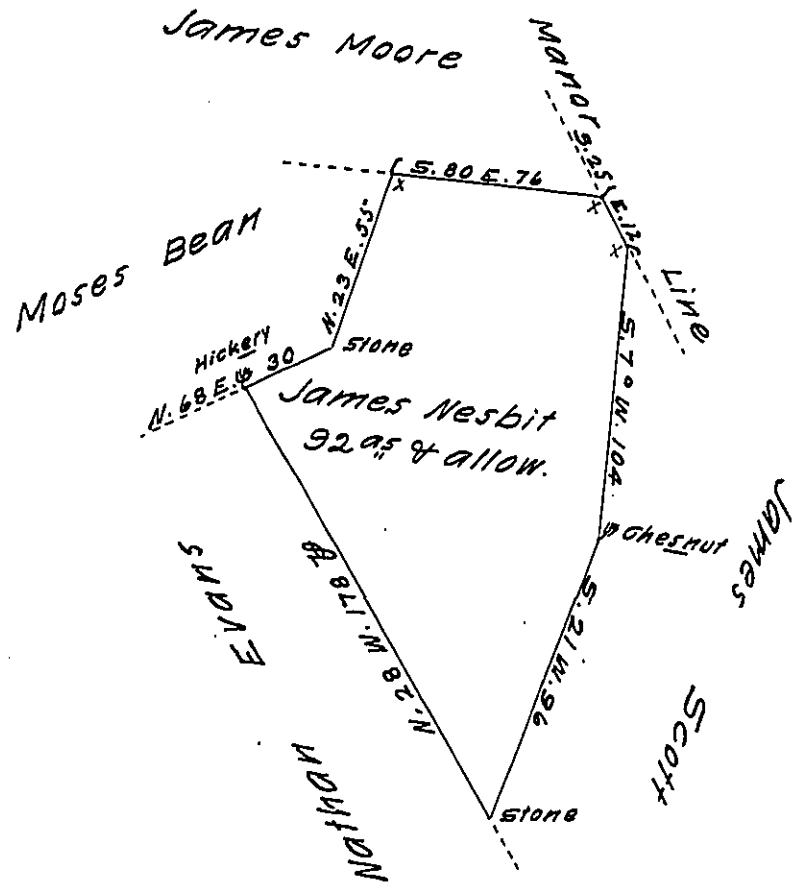 James Moore
Manor
S. 80 E. 76
S. 25
E. 12
Line
Moses Bean
N. 23 E. 55
Stone
Hickery
N. 68 E. 30
James Nesbit
92 as & allow.
S. 7° W. 104
Chesnut
James
Scott
S. 21 W. 96
N. 28 W. 178
Evans
Nathan
Stone